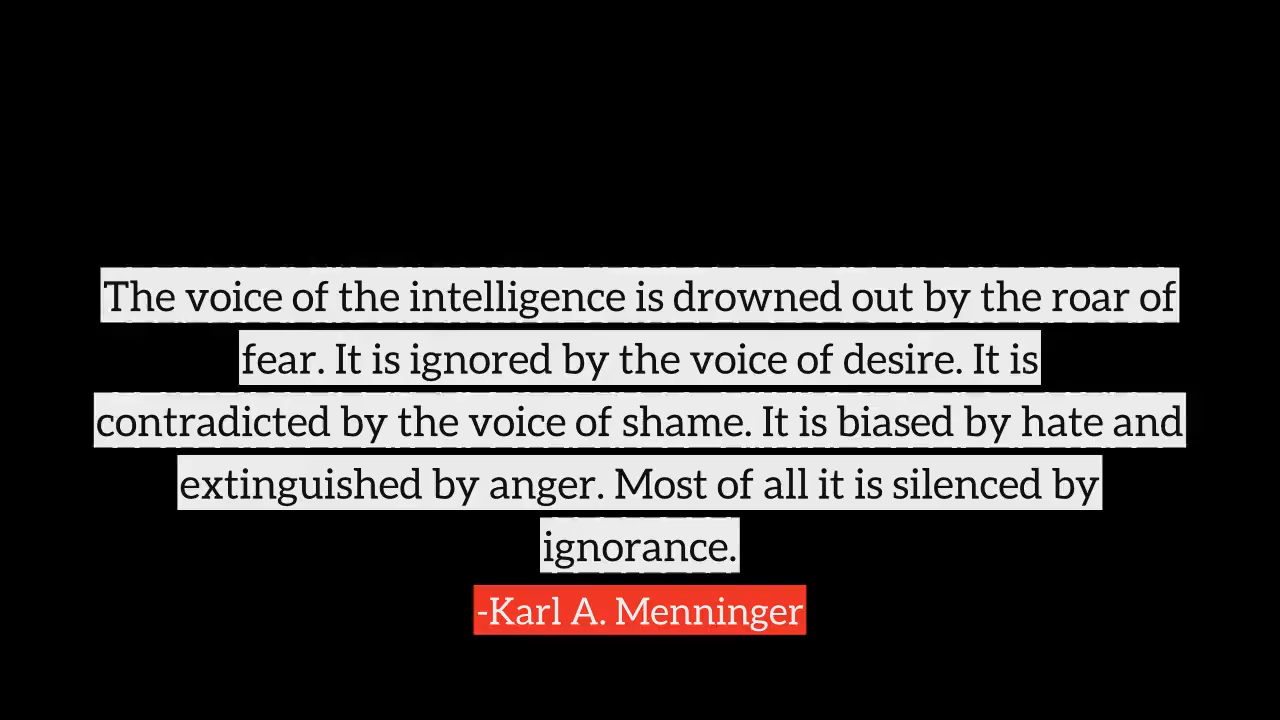 The voice of the intelligence is drowned out by the roar of
fear. It is ignored by the voice of desire. It is
contradicted by the voice of shame. It is biased by hate and
extinguished by anger. Most of all it is silenced by
ignorance.
-Karl A. Menninger